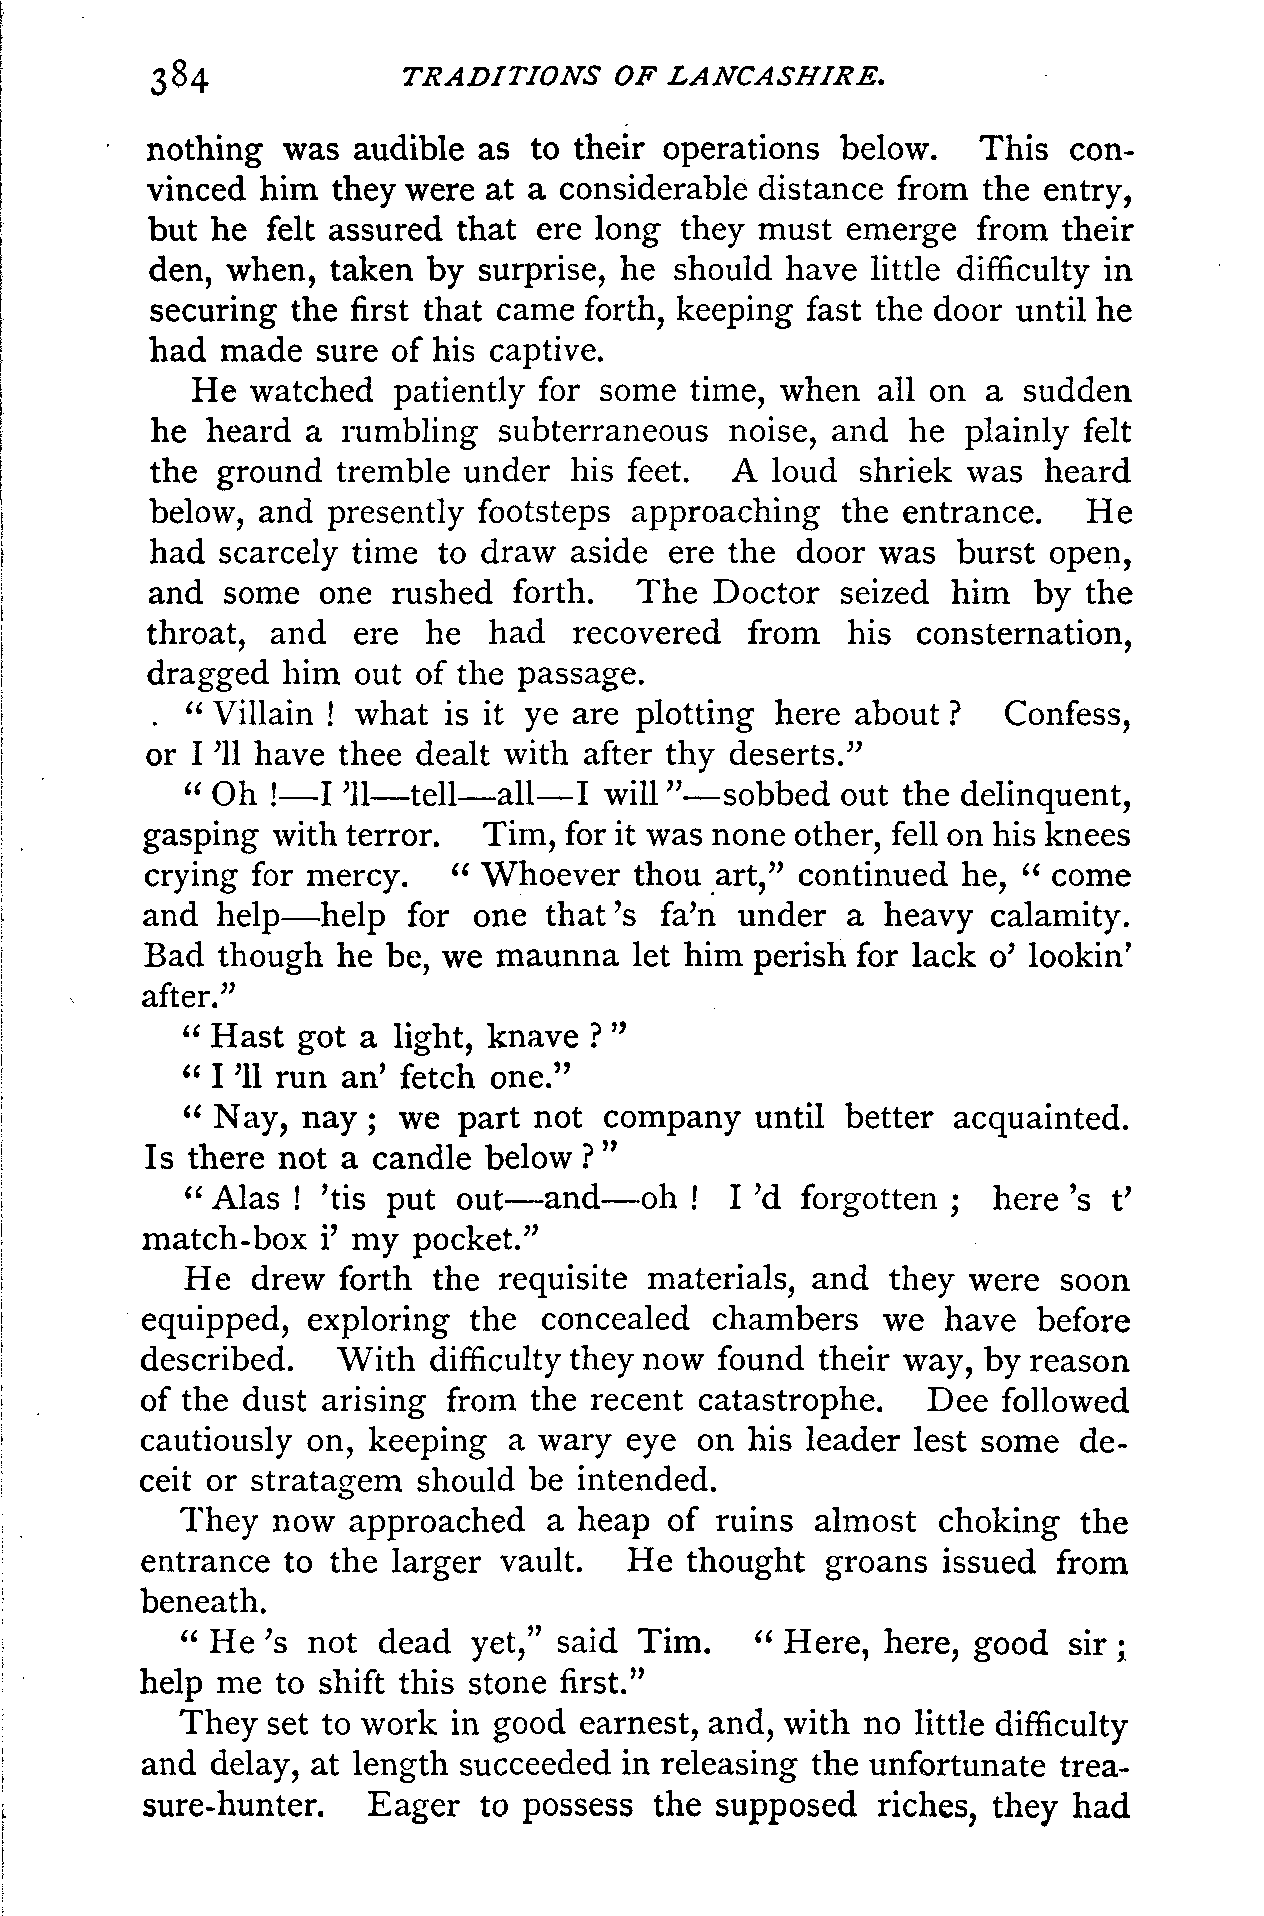 384 TRADITIONS OF LANCASHIRE.
nothing was audible as to their operations below. This con-
vinced him they were at a considerable distance from the entry,
but he felt assured that ere long they must emerge from their
den, when, taken by surprise, he should have little difficulty in
securing the first that came forth, keeping fast the door until he
had made sure of his captive.
He watched patiently for some time, when all on a sudden
he heard a rumbling subterraneous noise, and he plainly felt
the ground tremble under his feet. A loud shriek was heard
below, and presently footsteps approaching the entrance. He
had scarcely time to draw aside ere the door was burst open,
and some one rushed forth. The Doctor seized him by the
throat, and ere he had recovered from his consternation,
dragged him out of the passage.
“ Villain ! what is it ye are plotting here about ? Confess,
or I ’ll have thee dealt with after thy deserts.”
“ Oh !—I ’ll—tell—all—I will ”—sobbed out the delinquent,
gasping with terror. Tim, for it was none other, fell on his knees
crying for mercy. “ Whoever thou art,” continued he, “ come
and help—help for one that ’s fa’n under a heavy calamity.
Bad though he be, we maunna let him perish for lack o’ lookin’
after.”
“ Hast got a light, knave ? ”
“ I ’ll run an’ fetch one.”
“ Nay, nay ; we part not company until better acquainted.
Is there not a candle below ? ”
“ Alas ! ’tis put out—and—oh ! I ’d forgotten ; here ’s t’
match-box i’ my pocket.”
He drew forth the requisite materials, and they were soon
equipped, exploring the concealed chambers we have before
described. With difficulty they now found their way, by reason
of the dust arising from the recent catastrophe. Dee followed
cautiously on, keeping a wary eye on his leader lest some de-
ceit or stratagem should be intended.
They now approached a heap of ruins almost choking the
entrance to the larger vault. He thought groans issued from
beneath.
“ He ’s not dead yet,” said Tim. “ Here, here, good sir ;
help me to shift this stone first.”
They set to work in good earnest, and, with no little difficulty
and delay, at length succeeded in releasing the unfortunate trea-
sure-hunter. Eager to possess the supposed riches, they had